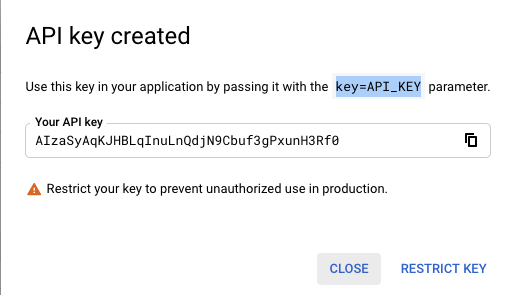 API key created
Use this key in your application by passing it with the key=API_KEY parameter.
Your API key
AIzaSyAqKJHBLqInuLnQdjN9Cbuf3gPxunH3Rf0
Restrict your key to prevent unauthorized use in production.
CLOSE RESTRICT KEY